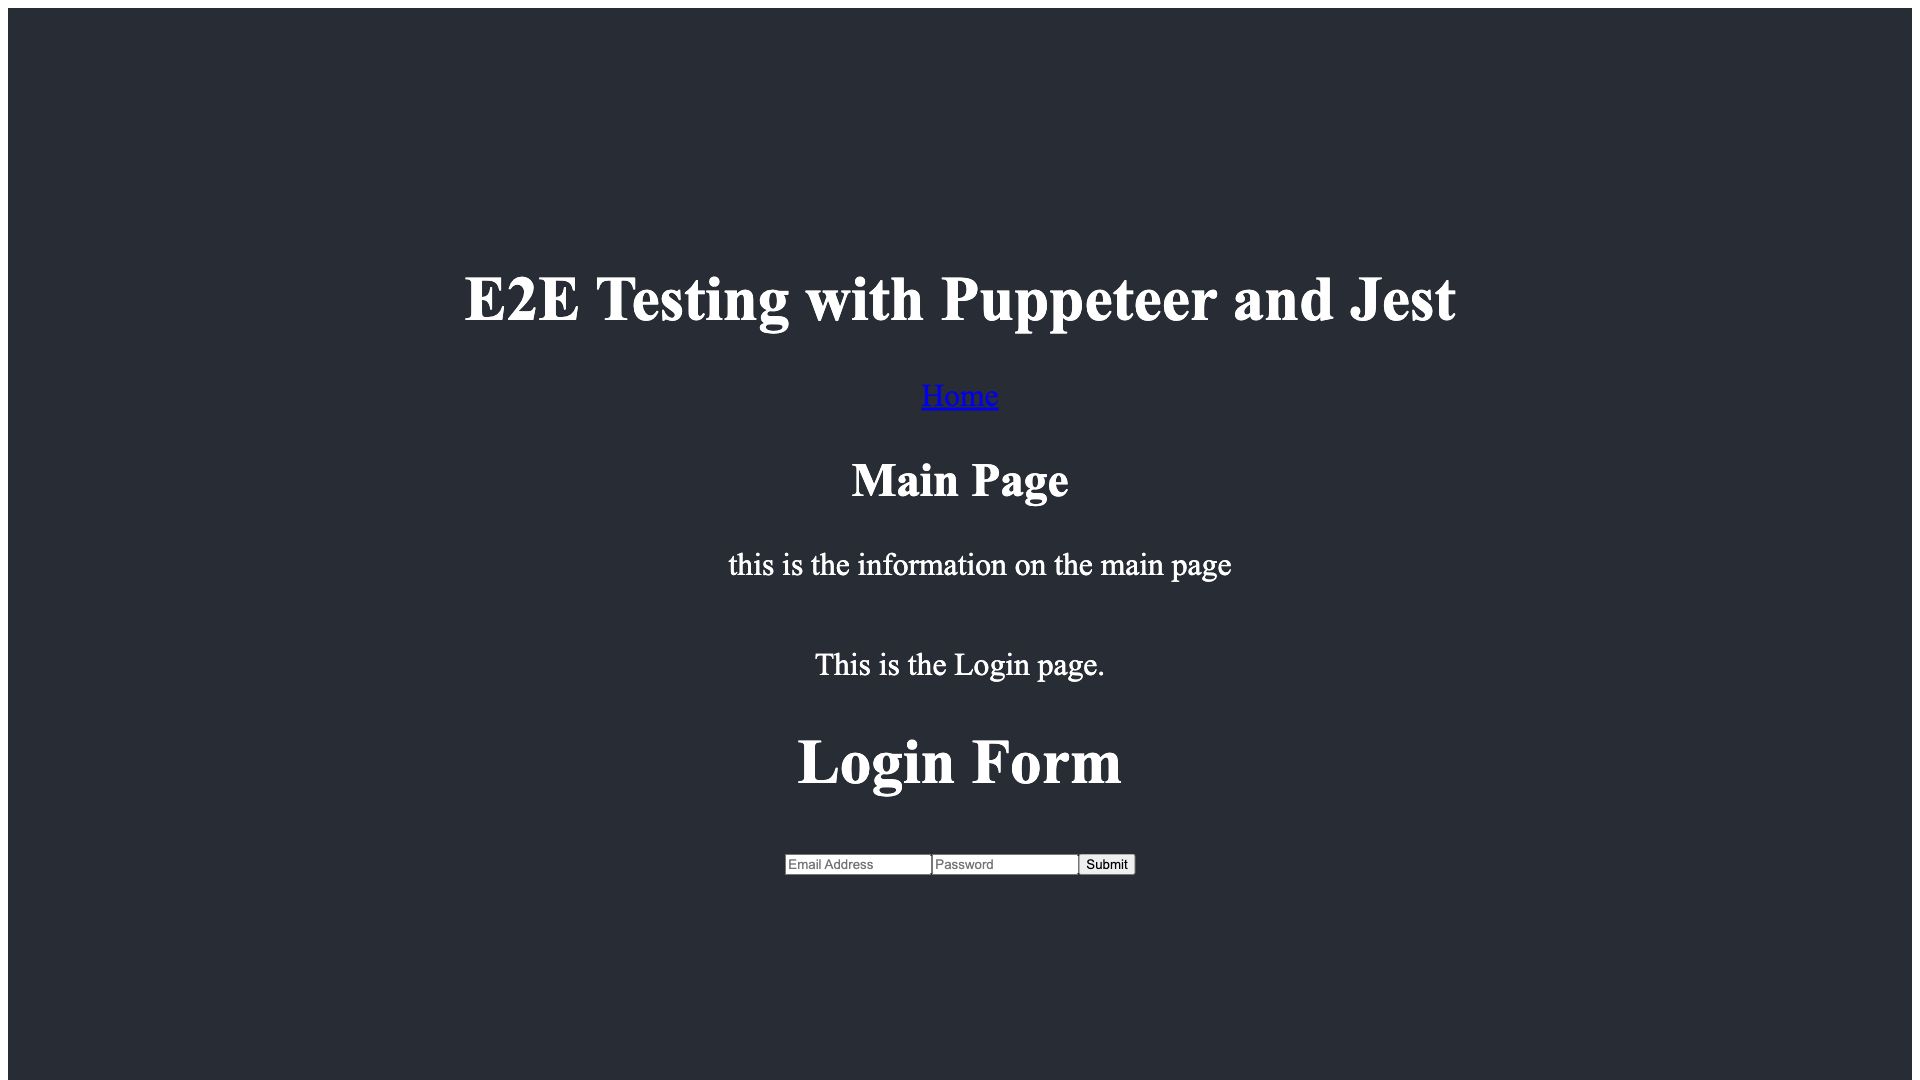 E2E Testing with Puppeteer and Jest
Home
Main Page
this is the information on the main page
This is the Login page.
Login Form
Email Address Password Submit